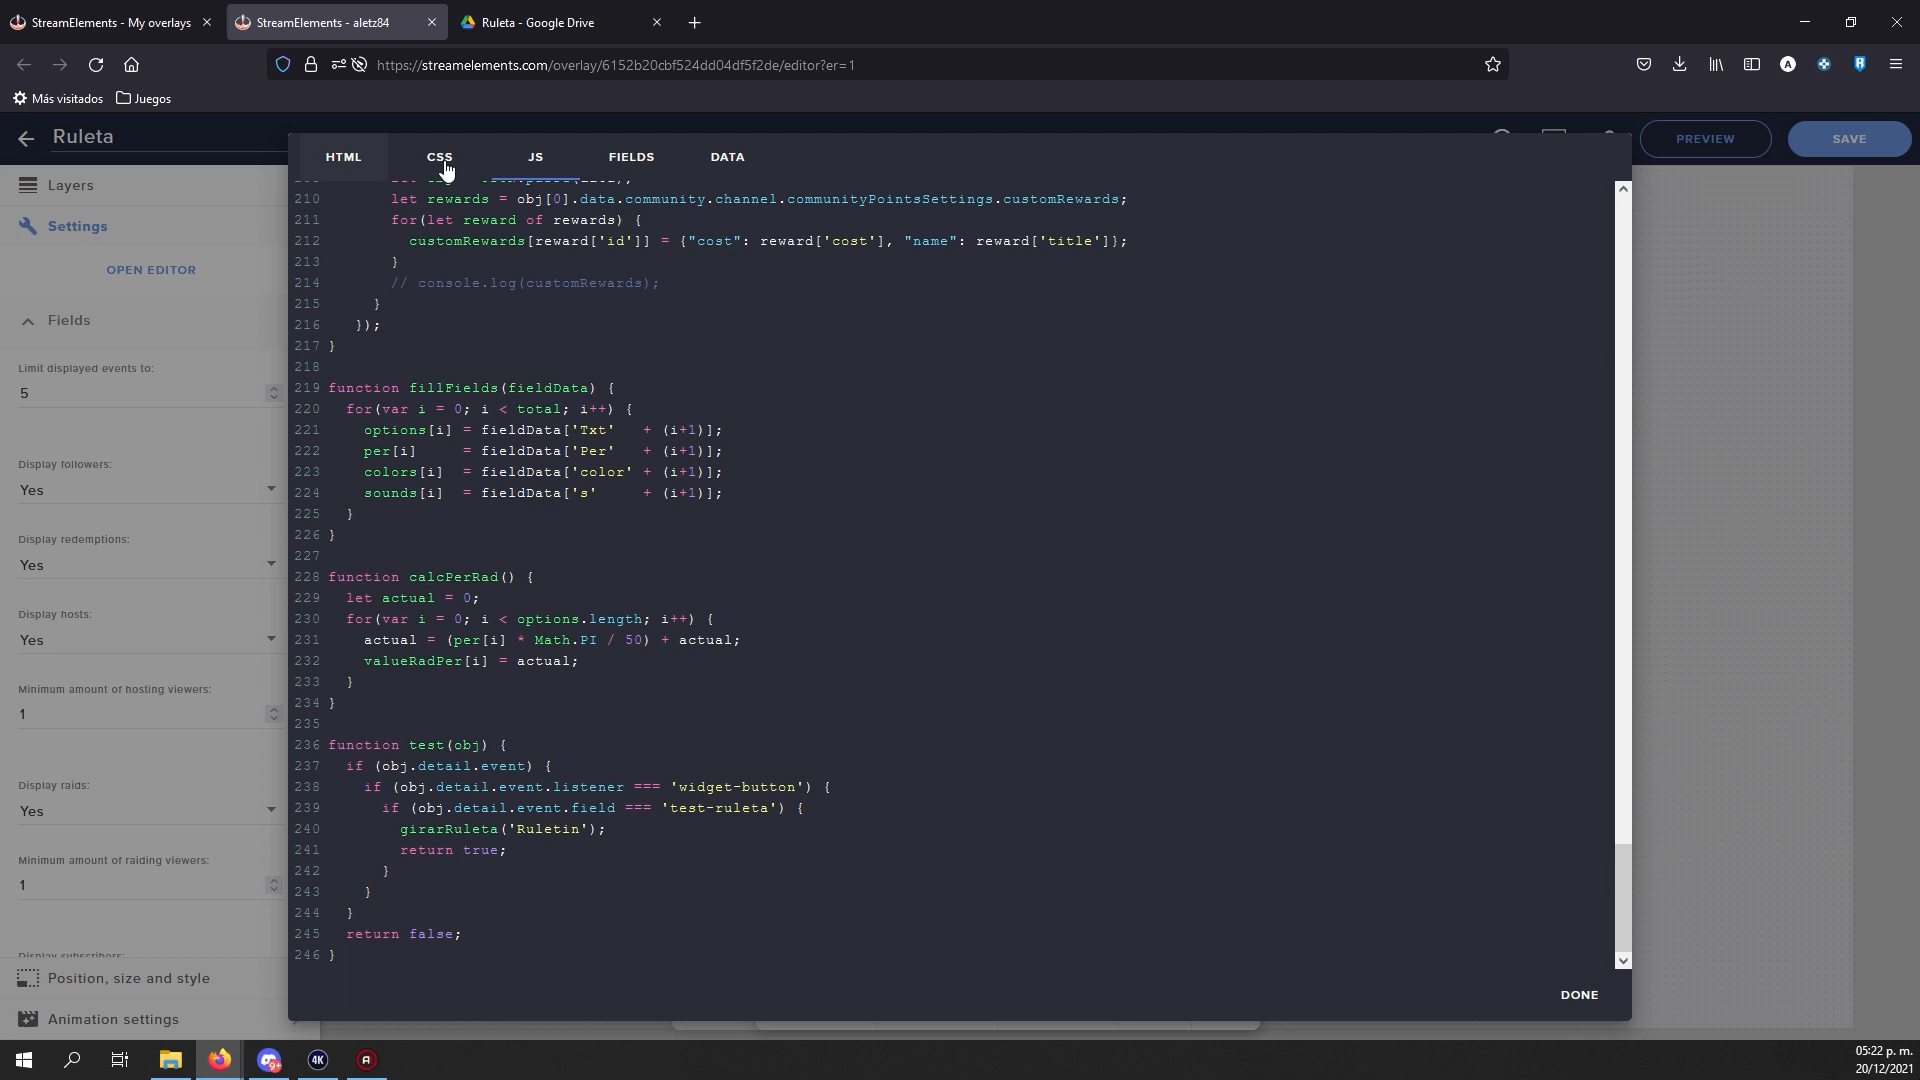 StreamElements - My overlays
StreamElements - aletz84
Ruleta - Google Drive
https://streamelements.com/overlay/6152b20cbf524dd04df5f2de/editor?er=1
Más visitados
Juegos
Ruleta
PREVIEW
SAVE
HTML
CSS
JS
FIELDS
DATA
Layers
Settings
OPEN EDITOR
Fields
Limit displayed events to:
5
Display followers:
Yes
Display redemptions:
Yes
Display hosts:
Yes
Minimum amount of hosting viewers:
1
Display raids:
Yes
Minimum amount of raiding viewers:
1
Display subscribers:
Position, size and style
Animation settings
210 let rewards = obj[0].data.community.channel.communityPointsSettings.customRewards;
211 for(let reward of rewards) {
212 customRewards[reward['id']] = {"cost": reward['cost'], "name": reward['title']};
213 }
214 // console.log(customRewards);
215 }
216 });
217 }
218
219 function fillFields(fieldData) {
220 for(var i = 0; i < total; i++) {
221 options[i] = fieldData['Txt' + (i+1)];
222 per[i] = fieldData['Per' + (i+1)];
223 colors[i] = fieldData['color' + (i+1)];
224 sounds[i] = fieldData['s' + (i+1)];
225 }
226 }
227
228 function calcPerRad() {
229 let actual = 0;
230 for(var i = 0; i < options.length; i++) {
231 actual = (per[i] * Math.PI / 50) + actual;
232 valueRadPer[i] = actual;
233 }
234 }
235
236 function test(obj) {
237 if (obj.detail.event) {
238 if (obj.detail.event.listener === 'widget-button') {
239 if (obj.detail.event.field === 'test-ruleta') {
240 girarRuleta('Ruletin');
241 return true;
242 }
243 }
244 }
245 return false;
246 }
DONE
A
9+
4K
05:22 p. m.
20/12/2021